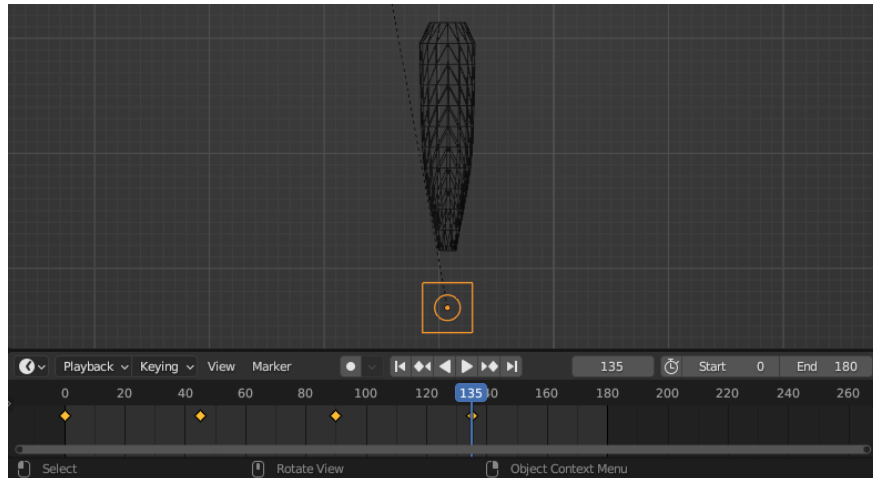 Playback Keying View Marker 135 Start 0 End 180
0 20 40 60 80 100 120 135 160 180 200 220 240 260
Select Rotate View Object Context Menu